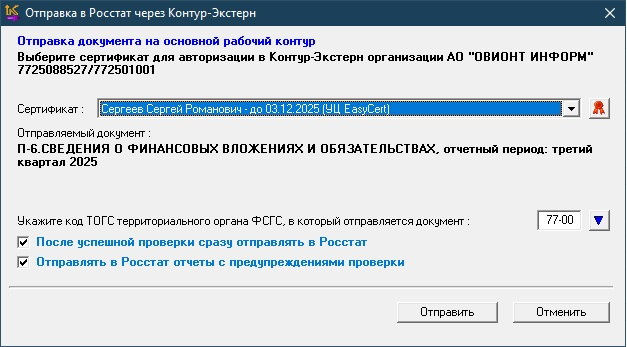 Отправка в Росстат через Контур-Экстерн
Отправка документа на основной рабочий контур
Выберите сертификат для авторизации в Контур-Экстерн организации АО "ОВИОНТ ИНФОРМ"
77250885277772501001
Сертификат :
Сергеев Сергей Романович - до 03.12.2025 (УЦ EasyCert)
Отправляемый документ :
П-6.СВЕДЕНИЯ О ФИНАНСОВЫХ ВЛОЖЕНИЯХ И ОБЯЗАТЕЛЬСТВАХ, отчетный период: третий
квартал 2025
Укажите код ТОГС территориального органа ФСГС, в который отправляется документ :
77-00
После успешной проверки сразу отправлять в Росстат
Отправлять в Росстат отчеты с предупреждениями проверки
Отправить
Отменить